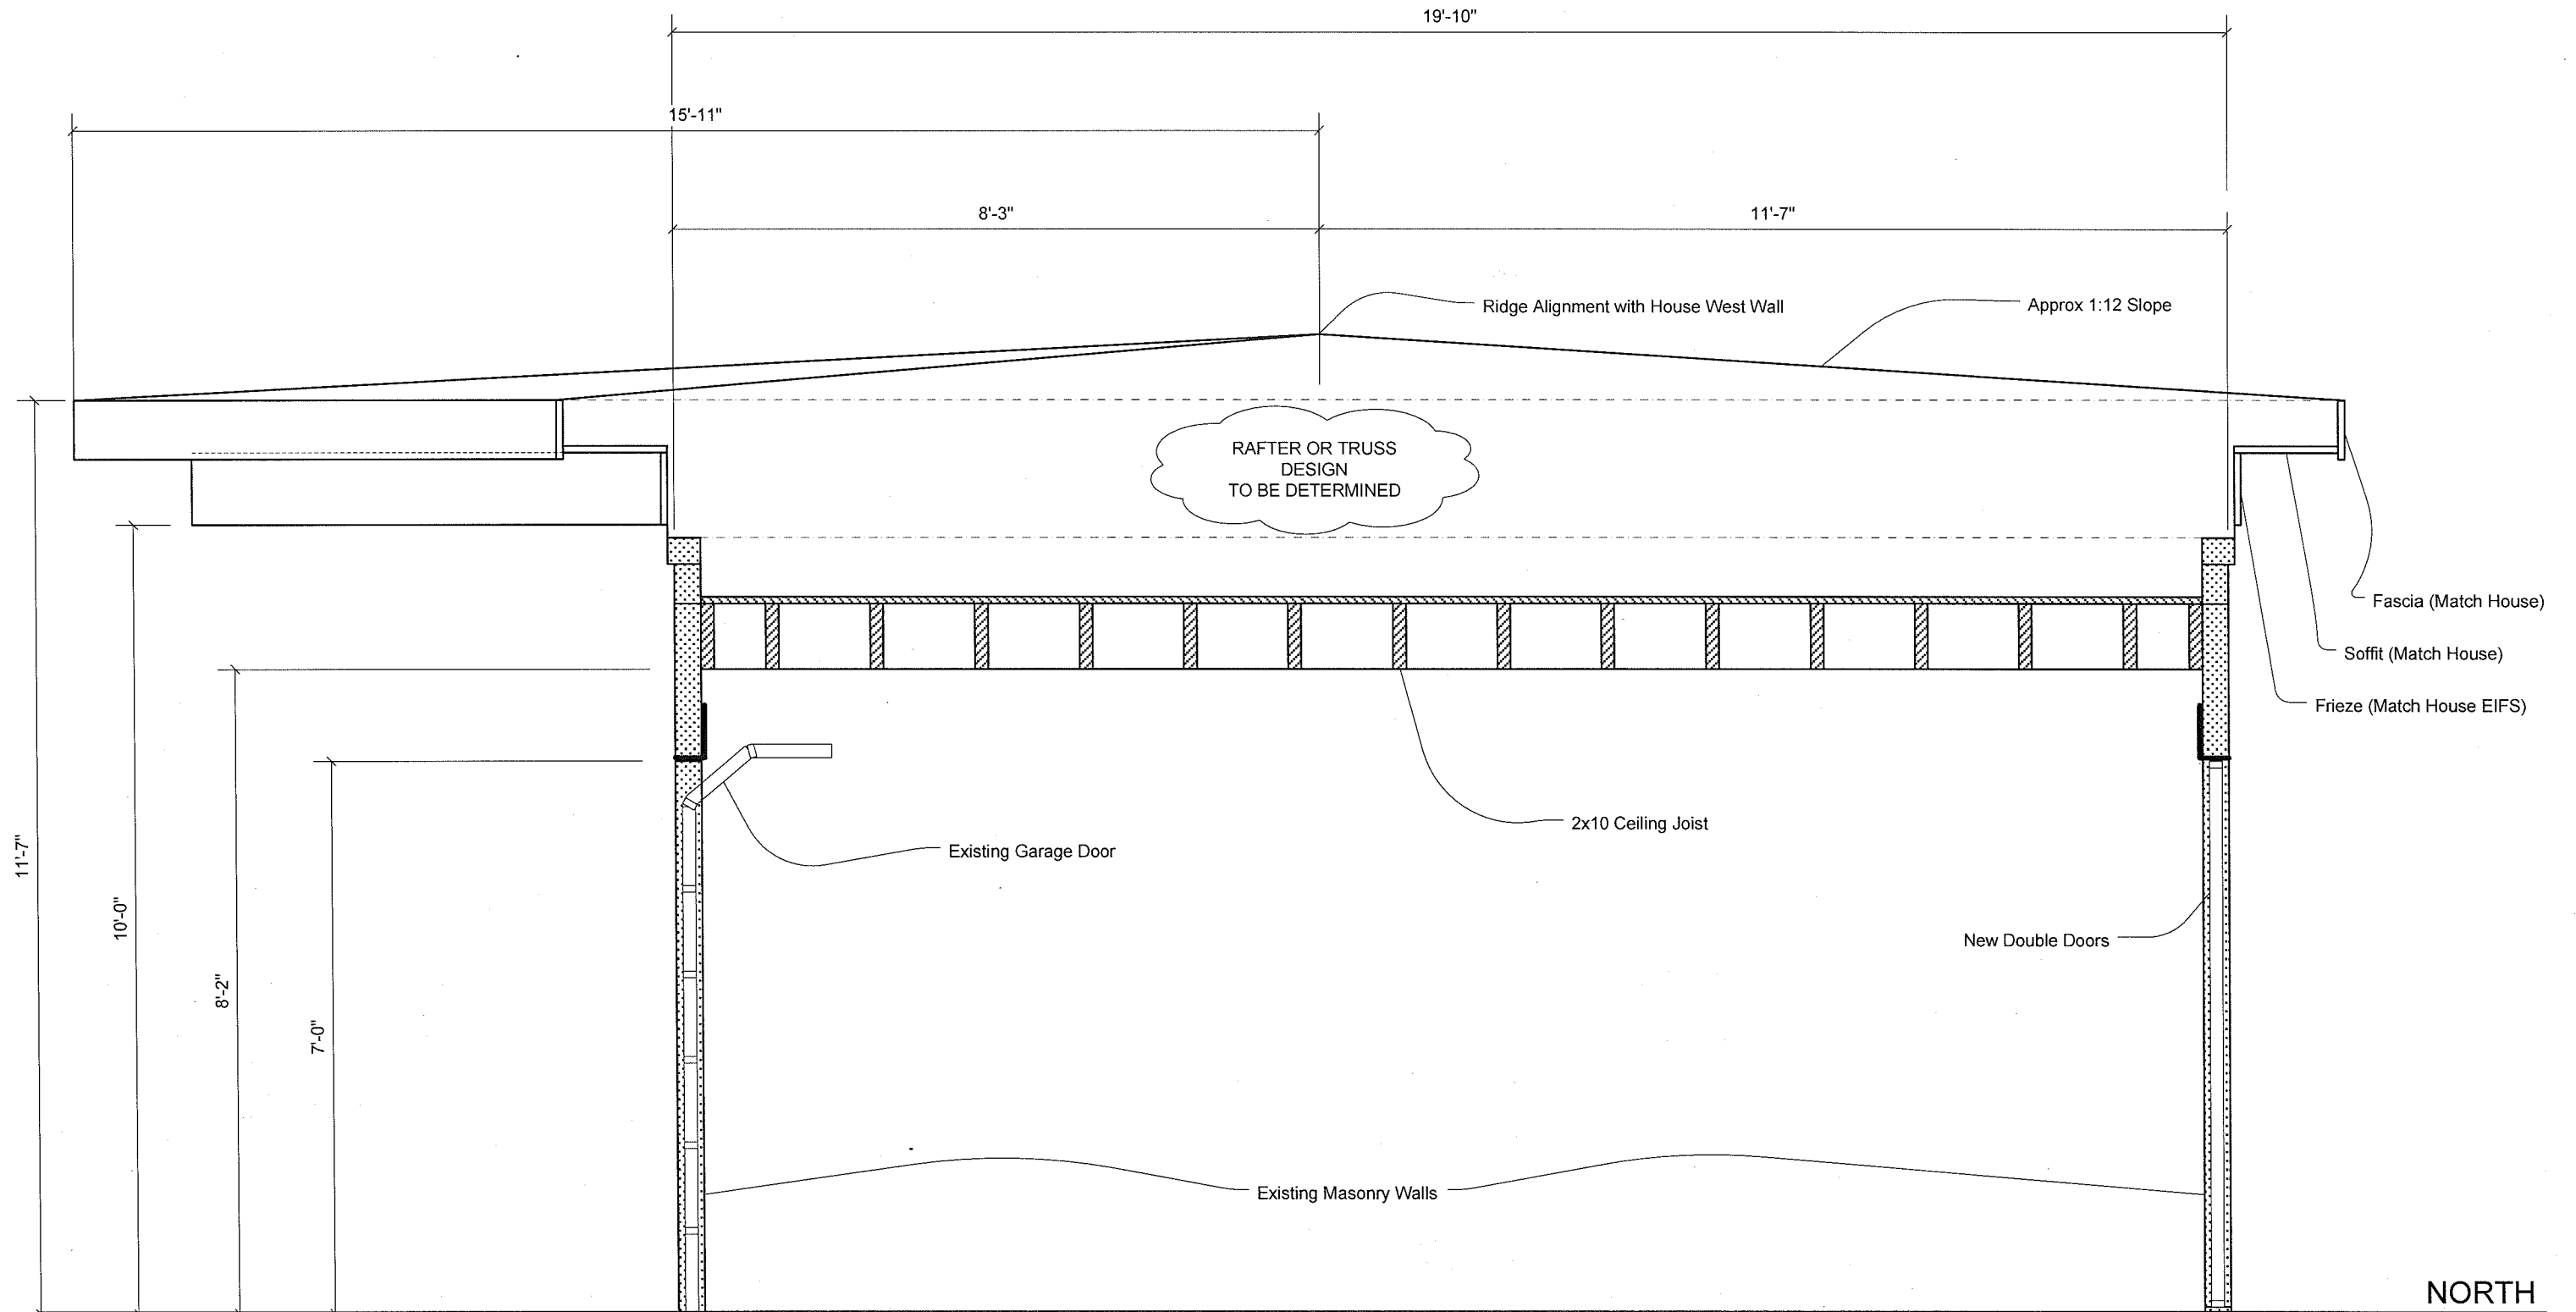 19'-10"
15'-11"
8'-3"
11'-7"
Ridge Alignment with House West Wall
Approx 1:12 Slope
RAFTER OR TRUSS
DESIGN
TO BE DETERMINED
Fascia (Match House)
Soffit (Match House)
Frieze (Match House EIFS)
2x10 Ceiling Joist
Existing Garage Door
11'-7"
10'-0"
8'-2"
7'-0"
New Double Doors
Existing Masonry Walls
NORTH